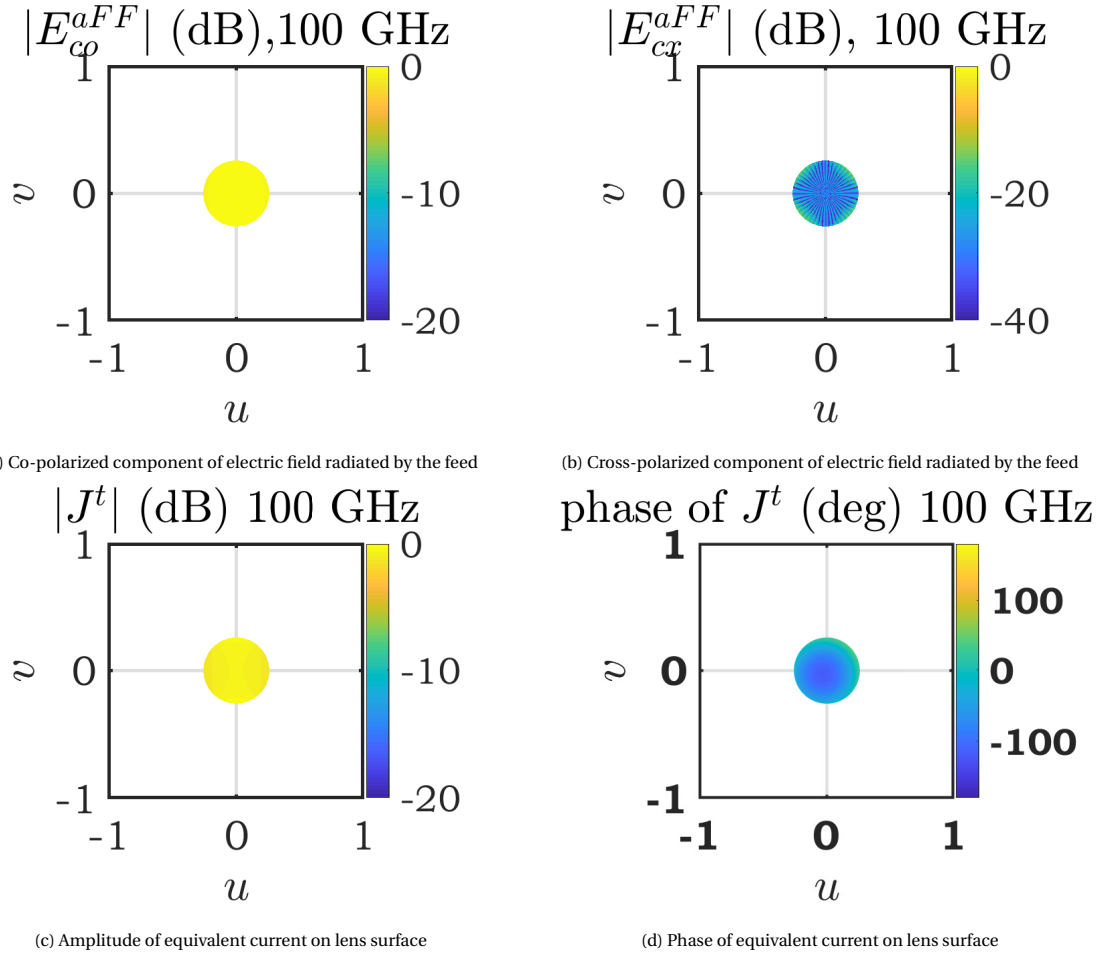 |E_{co}^{aFF}| (dB),100 GHz
|E_{cx}^{aFF}| (dB), 100 GHz
1
0
-1
v
-1 0 1
u
0
-10
-20
1
0
-1
v
-1 0 1
u
0
-20
-40
) Co-polarized component of electric field radiated by the feed
(b) Cross-polarized component of electric field radiated by the feed
|J^t| (dB) 100 GHz
phase of J^t (deg) 100 GHz
1
0
-1
v
-1 0 1
u
0
-10
-20
1
0
-1
v
-1 0 1
u
100
0
-100
(c) Amplitude of equivalent current on lens surface
(d) Phase of equivalent current on lens surface